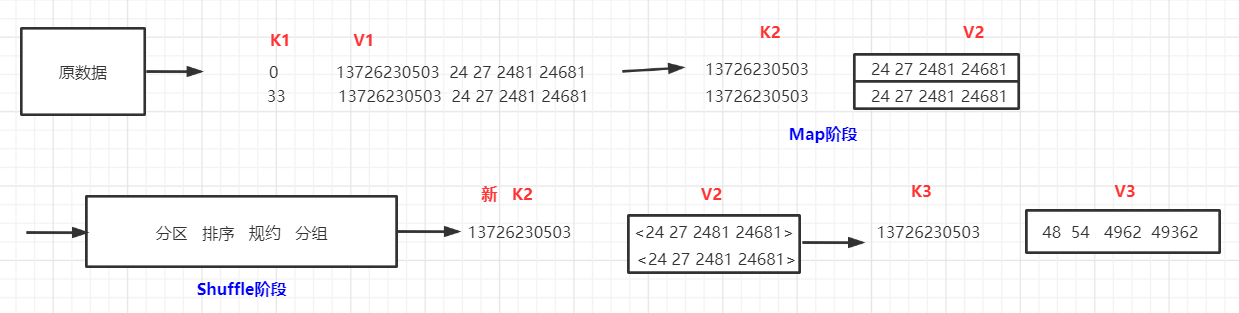 K1 V1 K2 V2
原数据 0 13726230503 24 27 2481 24681 13726230503 24 27 2481 24681
33 13726230503 24 27 2481 24681 13726230503 24 27 2481 24681
Map阶段
新 K2 V2 K3 V3
分区 排序 规约 分组 13726230503 <24 27 2481 24681> 13726230503 48 54 4962 49362
<24 27 2481 24681>
Shuffle阶段